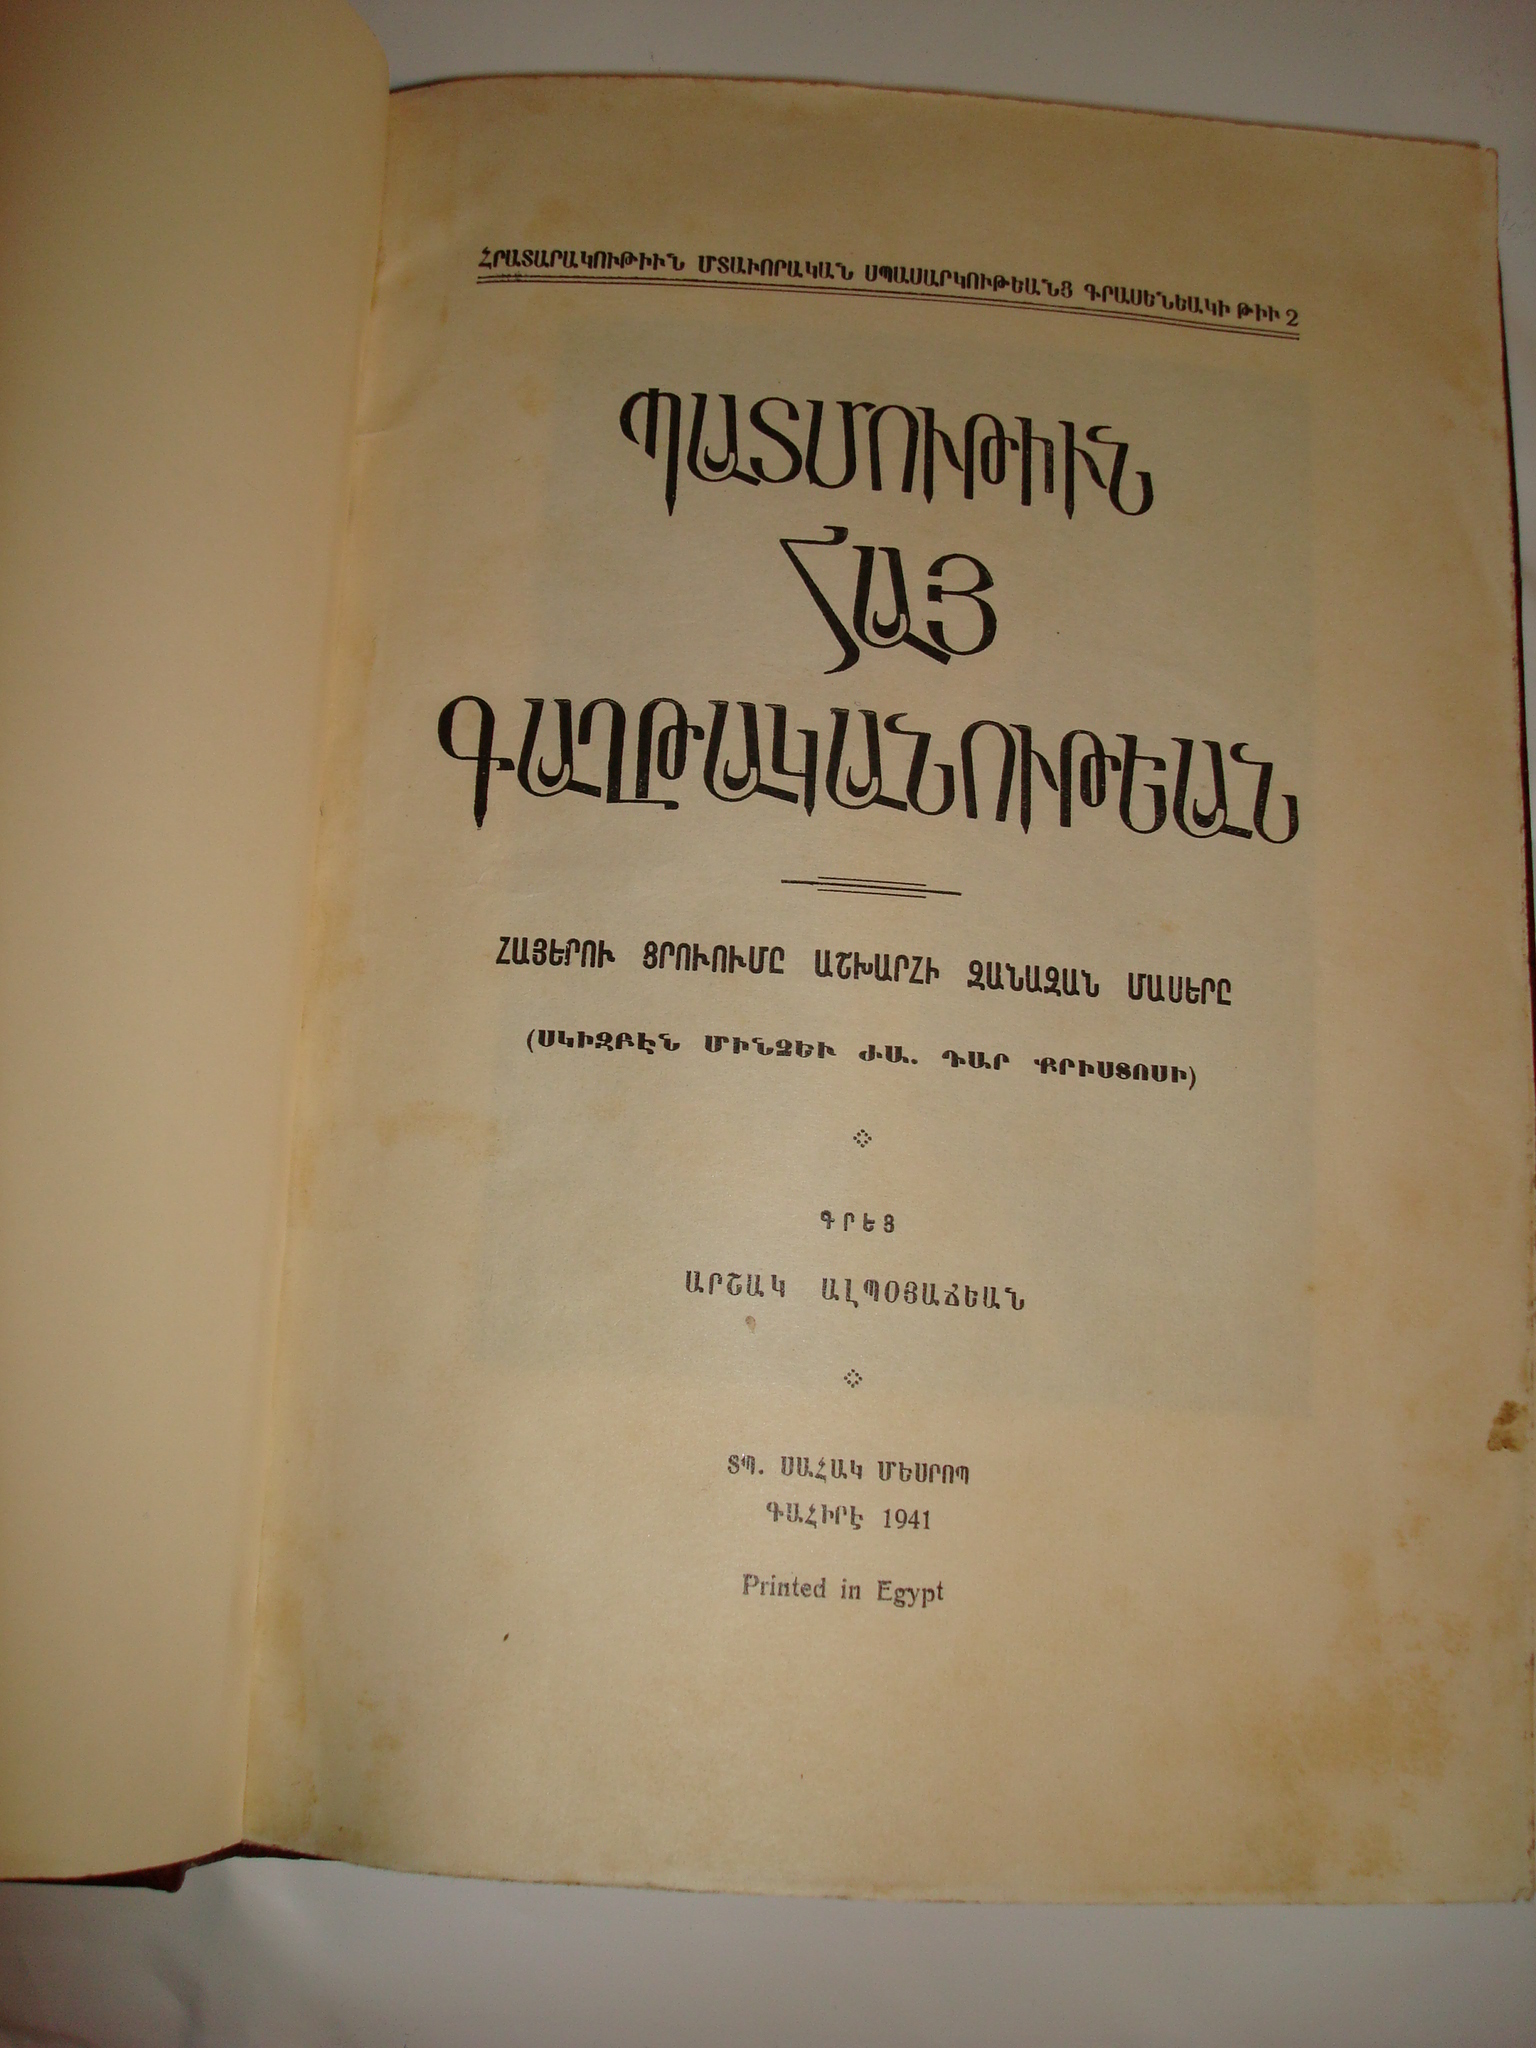 ՀՐԱՏԱՐԱԿՈՒԹԻՒՆ ՄՏԱՒՈՐԱԿԱՆ ՍՊԱՍԱՐԿՈՒԹԵԱՆՑ ԳՐԱՍԵՆԵԱԿԻ ԹԻՒ 2
ՊԱՏՄՈՒԹԻՒՆ
ՀԱՅ
ԳԱՂԹԱԿԱՆՈՒԹԵԱՆ
ՀԱՅԵՐՈՒ ՑՐՈՒՈՒՄԸ ԱՇԽԱՐՀԻ ԶԱՆԱԶԱՆ ՄԱՍԵՐԸ
(ՍԿԻԶԲԷՆ ՄԻՆՉԵՒ ԺԱ. ԴԱՐ ՔՐԻՍՏՈՍԻ)
ԳՐԵՑ
ԱՐՇԱԿ ԱԼՊՕՅԱՃԵԱՆ
ՏՊ. ՍԱՀԱԿ ՄԵՍՐՈՊ
ԳԱՀԻՐԷ 1941
Printed in Egypt